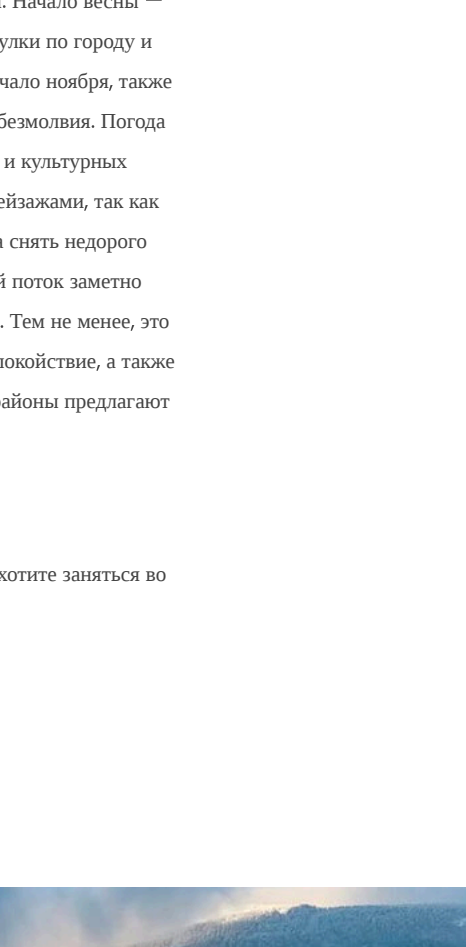 . Начало весны —
улки по городу и
чало ноября, также
безмолвия. Погода
и культурных
ейзажами, так как
а снять недорого
й поток заметно
. Тем не менее, это
покойствие, а также
районы предлагают
хотите заняться во